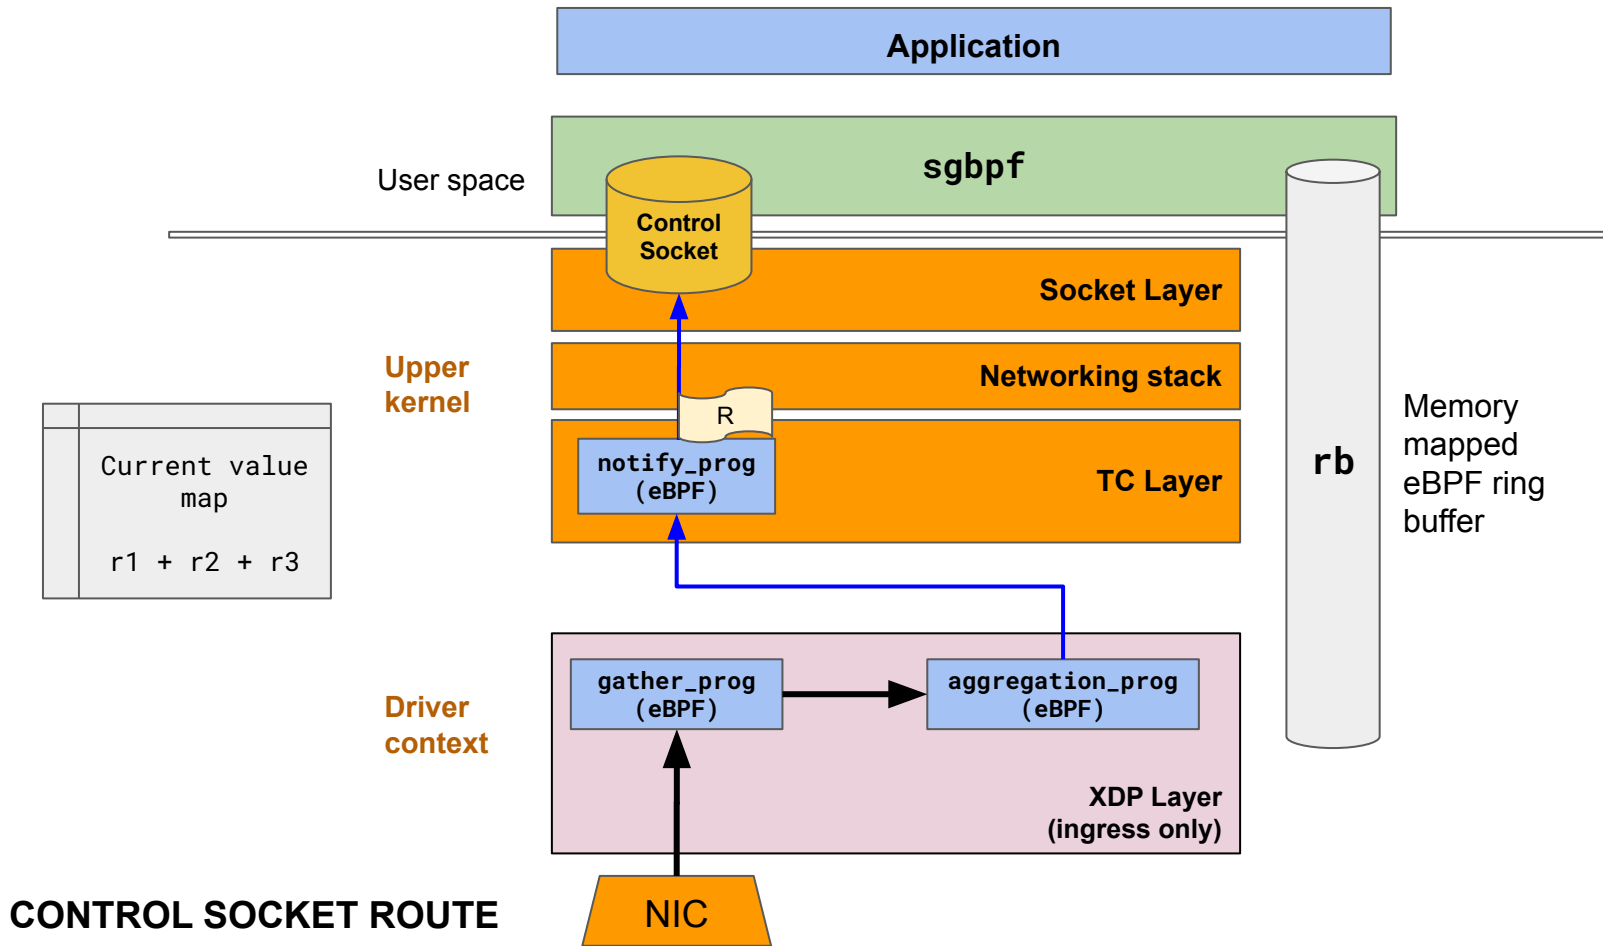 Application
sgbpf
User space
Control
Socket
Socket Layer
Upper
kernel
Networking stack
R
Current value
map
r1 + r2 + r3
notify_prog
(eBPF)
TC Layer
rb
Memory
mapped
eBPF ring
buffer
Driver
context
gather_prog
(eBPF)
aggregation_prog
(eBPF)
XDP Layer
(ingress only)
CONTROL SOCKET ROUTE
NIC